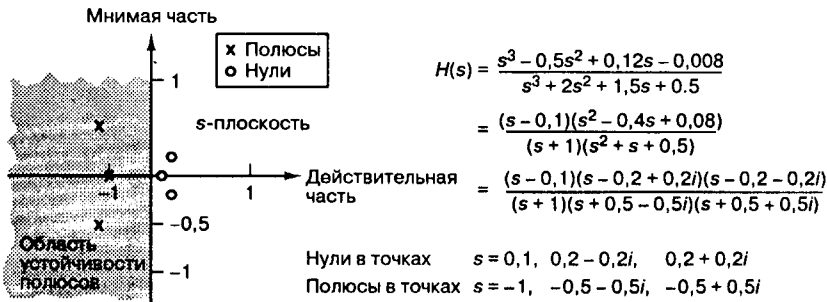 Мнимая часть
× Полюсы
○ Нули
1
s-плоскость
-1
1
Действительная
часть
-0,5
Область
устойчивости
полюсов
-1
H(s) = (s³ – 0,5s² + 0,12s – 0,008) / (s³ + 2s² + 1,5s + 0.5)
= (s – 0,1)(s² – 0,4s + 0,08) / (s + 1)(s² + s + 0,5)
= (s – 0,1)(s – 0,2 + 0,2i)(s – 0,2 – 0,2i) / (s + 1)(s + 0,5 – 0,5i)(s + 0,5 + 0,5i)
Нули в точках s = 0,1, 0,2 – 0,2i, 0,2 + 0,2i
Полюсы в точках s = –1, –0,5 – 0,5i, –0,5 + 0,5i